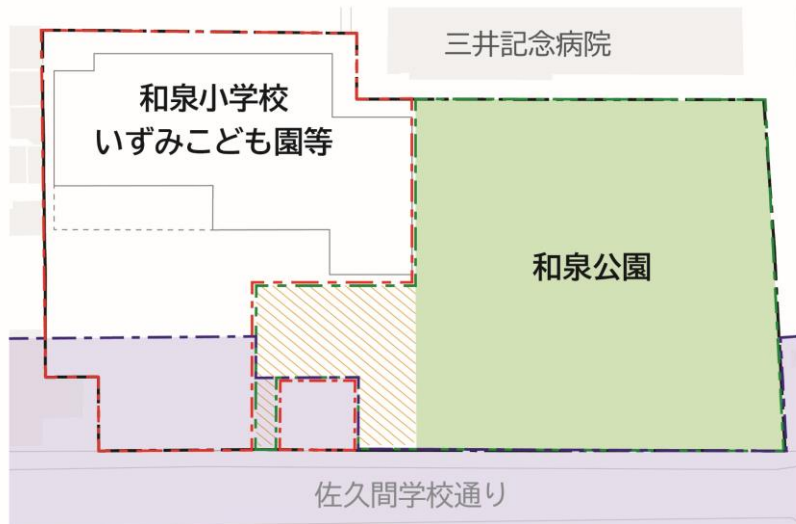 三井記念病院
和泉小学校
いずみこども園等
和泉公園
佐久間学校通り